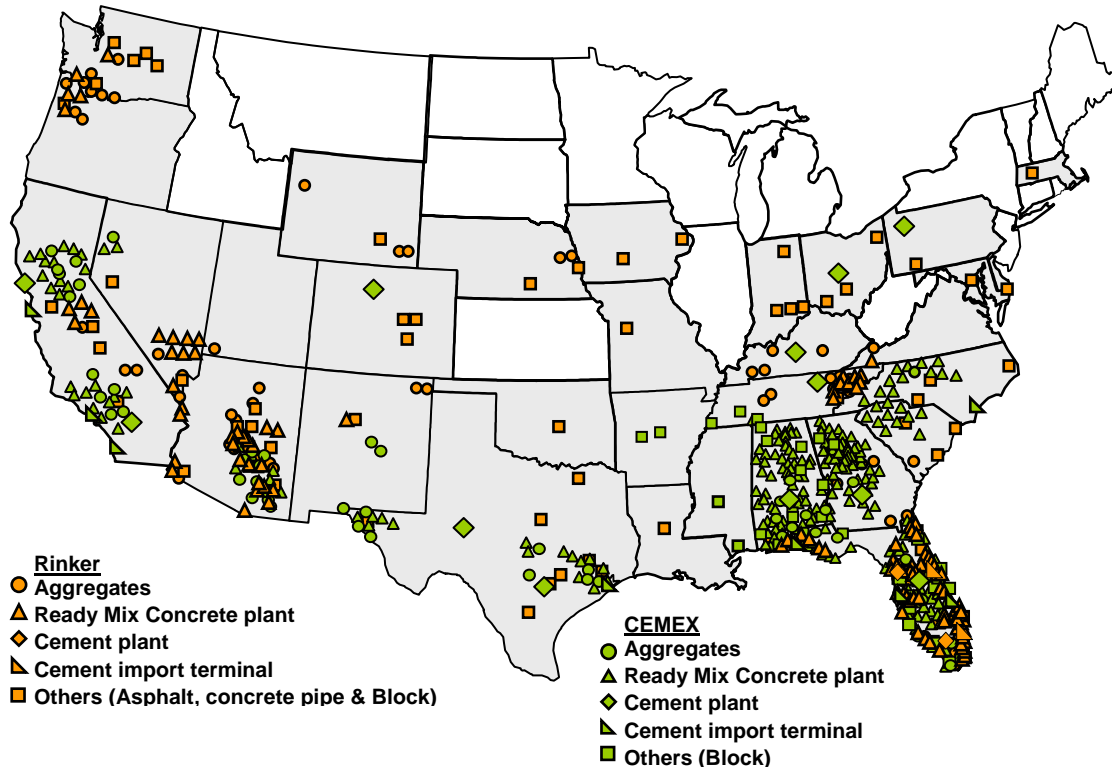 Rinker
Aggregates
Ready Mix Concrete plant
Cement plant
Cement import terminal
Others (Asphalt, concrete pipe & Block)
CEMEX
Aggregates
Ready Mix Concrete plant
Cement plant
Cement import terminal
Others (Block)